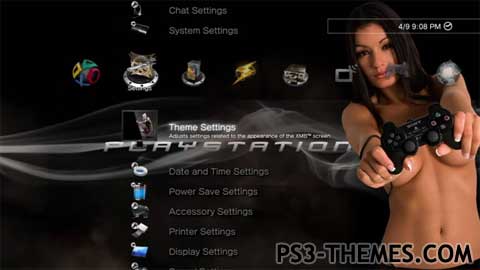 Chat Settings
System Settings
4/9 9:08 PM
Settings
Theme Settings
Adjusts settings related to the appearance of the XMB™ screen.
PLAYSTATION
Date and Time Settings
Power Save Settings
Accessory Settings
Printer Settings
Display Settings
PS3-THEMES.COM